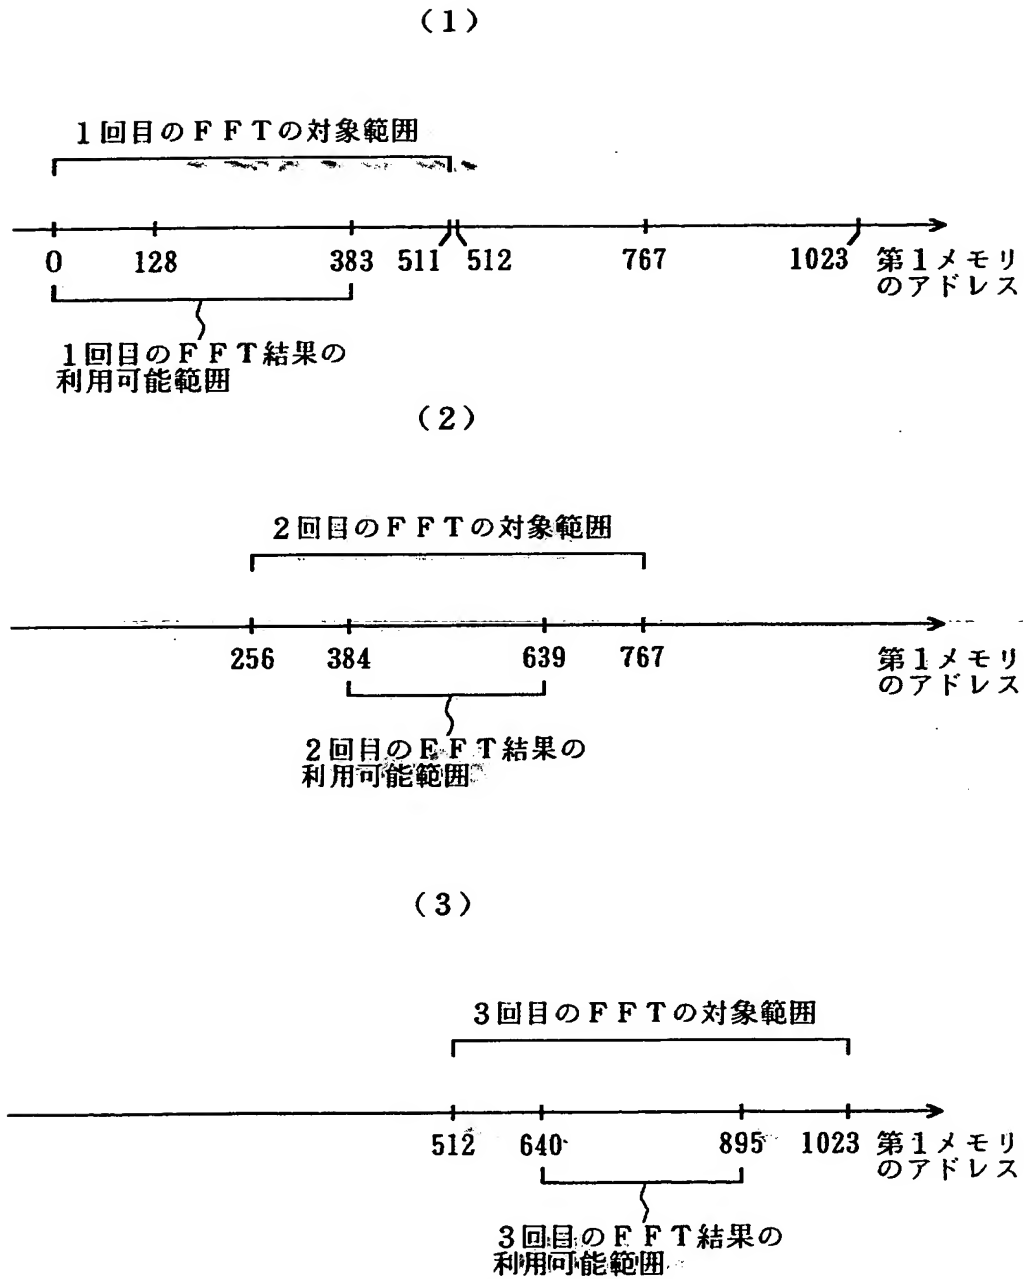 （1）
1回目のＦＦＴの対象範囲
0 128 383 511 512 767 1023 第1メモリ
のアドレス
1回目のＦＦＴ結果の
利用可能範囲
（2）
2回目のＦＦＴの対象範囲
256 384 639 767 第1メモリ
のアドレス
2回目のＦＦＴ結果の
利用可能範囲
（3）
3回目のＦＦＴの対象範囲
512 640 895 1023 第1メモリ
のアドレス
3回目のＦＦＴ結果の
利用可能範囲